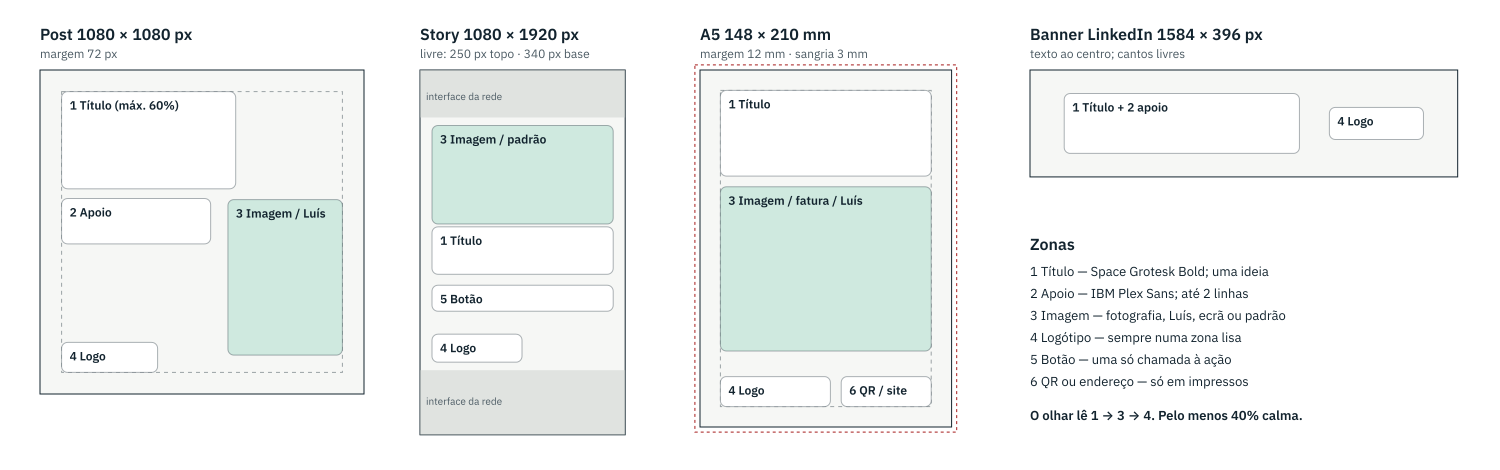 Post 1080 × 1080 px
margem 72 px
1 Título (máx. 60%)
2 Apoio
3 Imagem / Luís
4 Logo
Story 1080 × 1920 px
livre: 250 px topo · 340 px base
interface da rede
3 Imagem / padrão
1 Título
5 Botão
4 Logo
interface da rede
A5 148 × 210 mm
margem 12 mm · sangria 3 mm
1 Título
3 Imagem / fatura / Luís
4 Logo
6 QR / site
Banner LinkedIn 1584 × 396 px
texto ao centro; cantos livres
1 Título + 2 apoio
4 Logo
Zonas
1 Título — Space Grotesk Bold; uma ideia
2 Apoio — IBM Plex Sans; até 2 linhas
3 Imagem — fotografia, Luís, ecrã ou padrão
4 Logótipo — sempre numa zona lisa
5 Botão — uma só chamada à ação
6 QR ou endereço — só em impressos
O olhar lê 1 → 3 → 4. Pelo menos 40% calma.